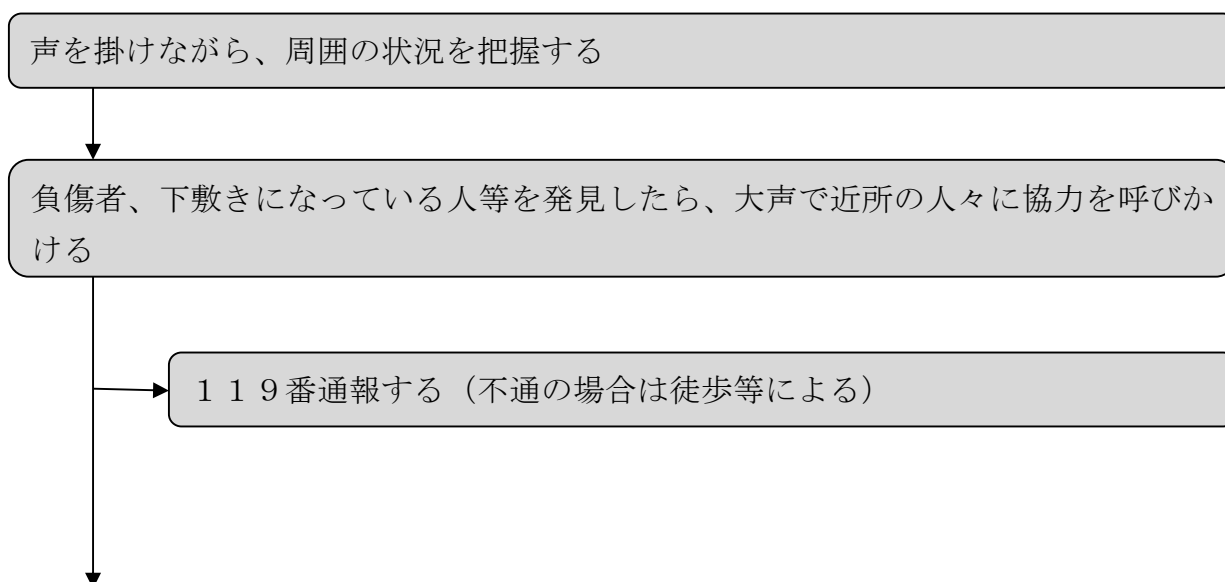 声を掛けながら、周囲の状況を把握する
負傷者、下敷きになっている人等を発見したら、大声で近所の人々に協力を呼びか
ける
１１９番通報する（不通の場合は徒歩等による）